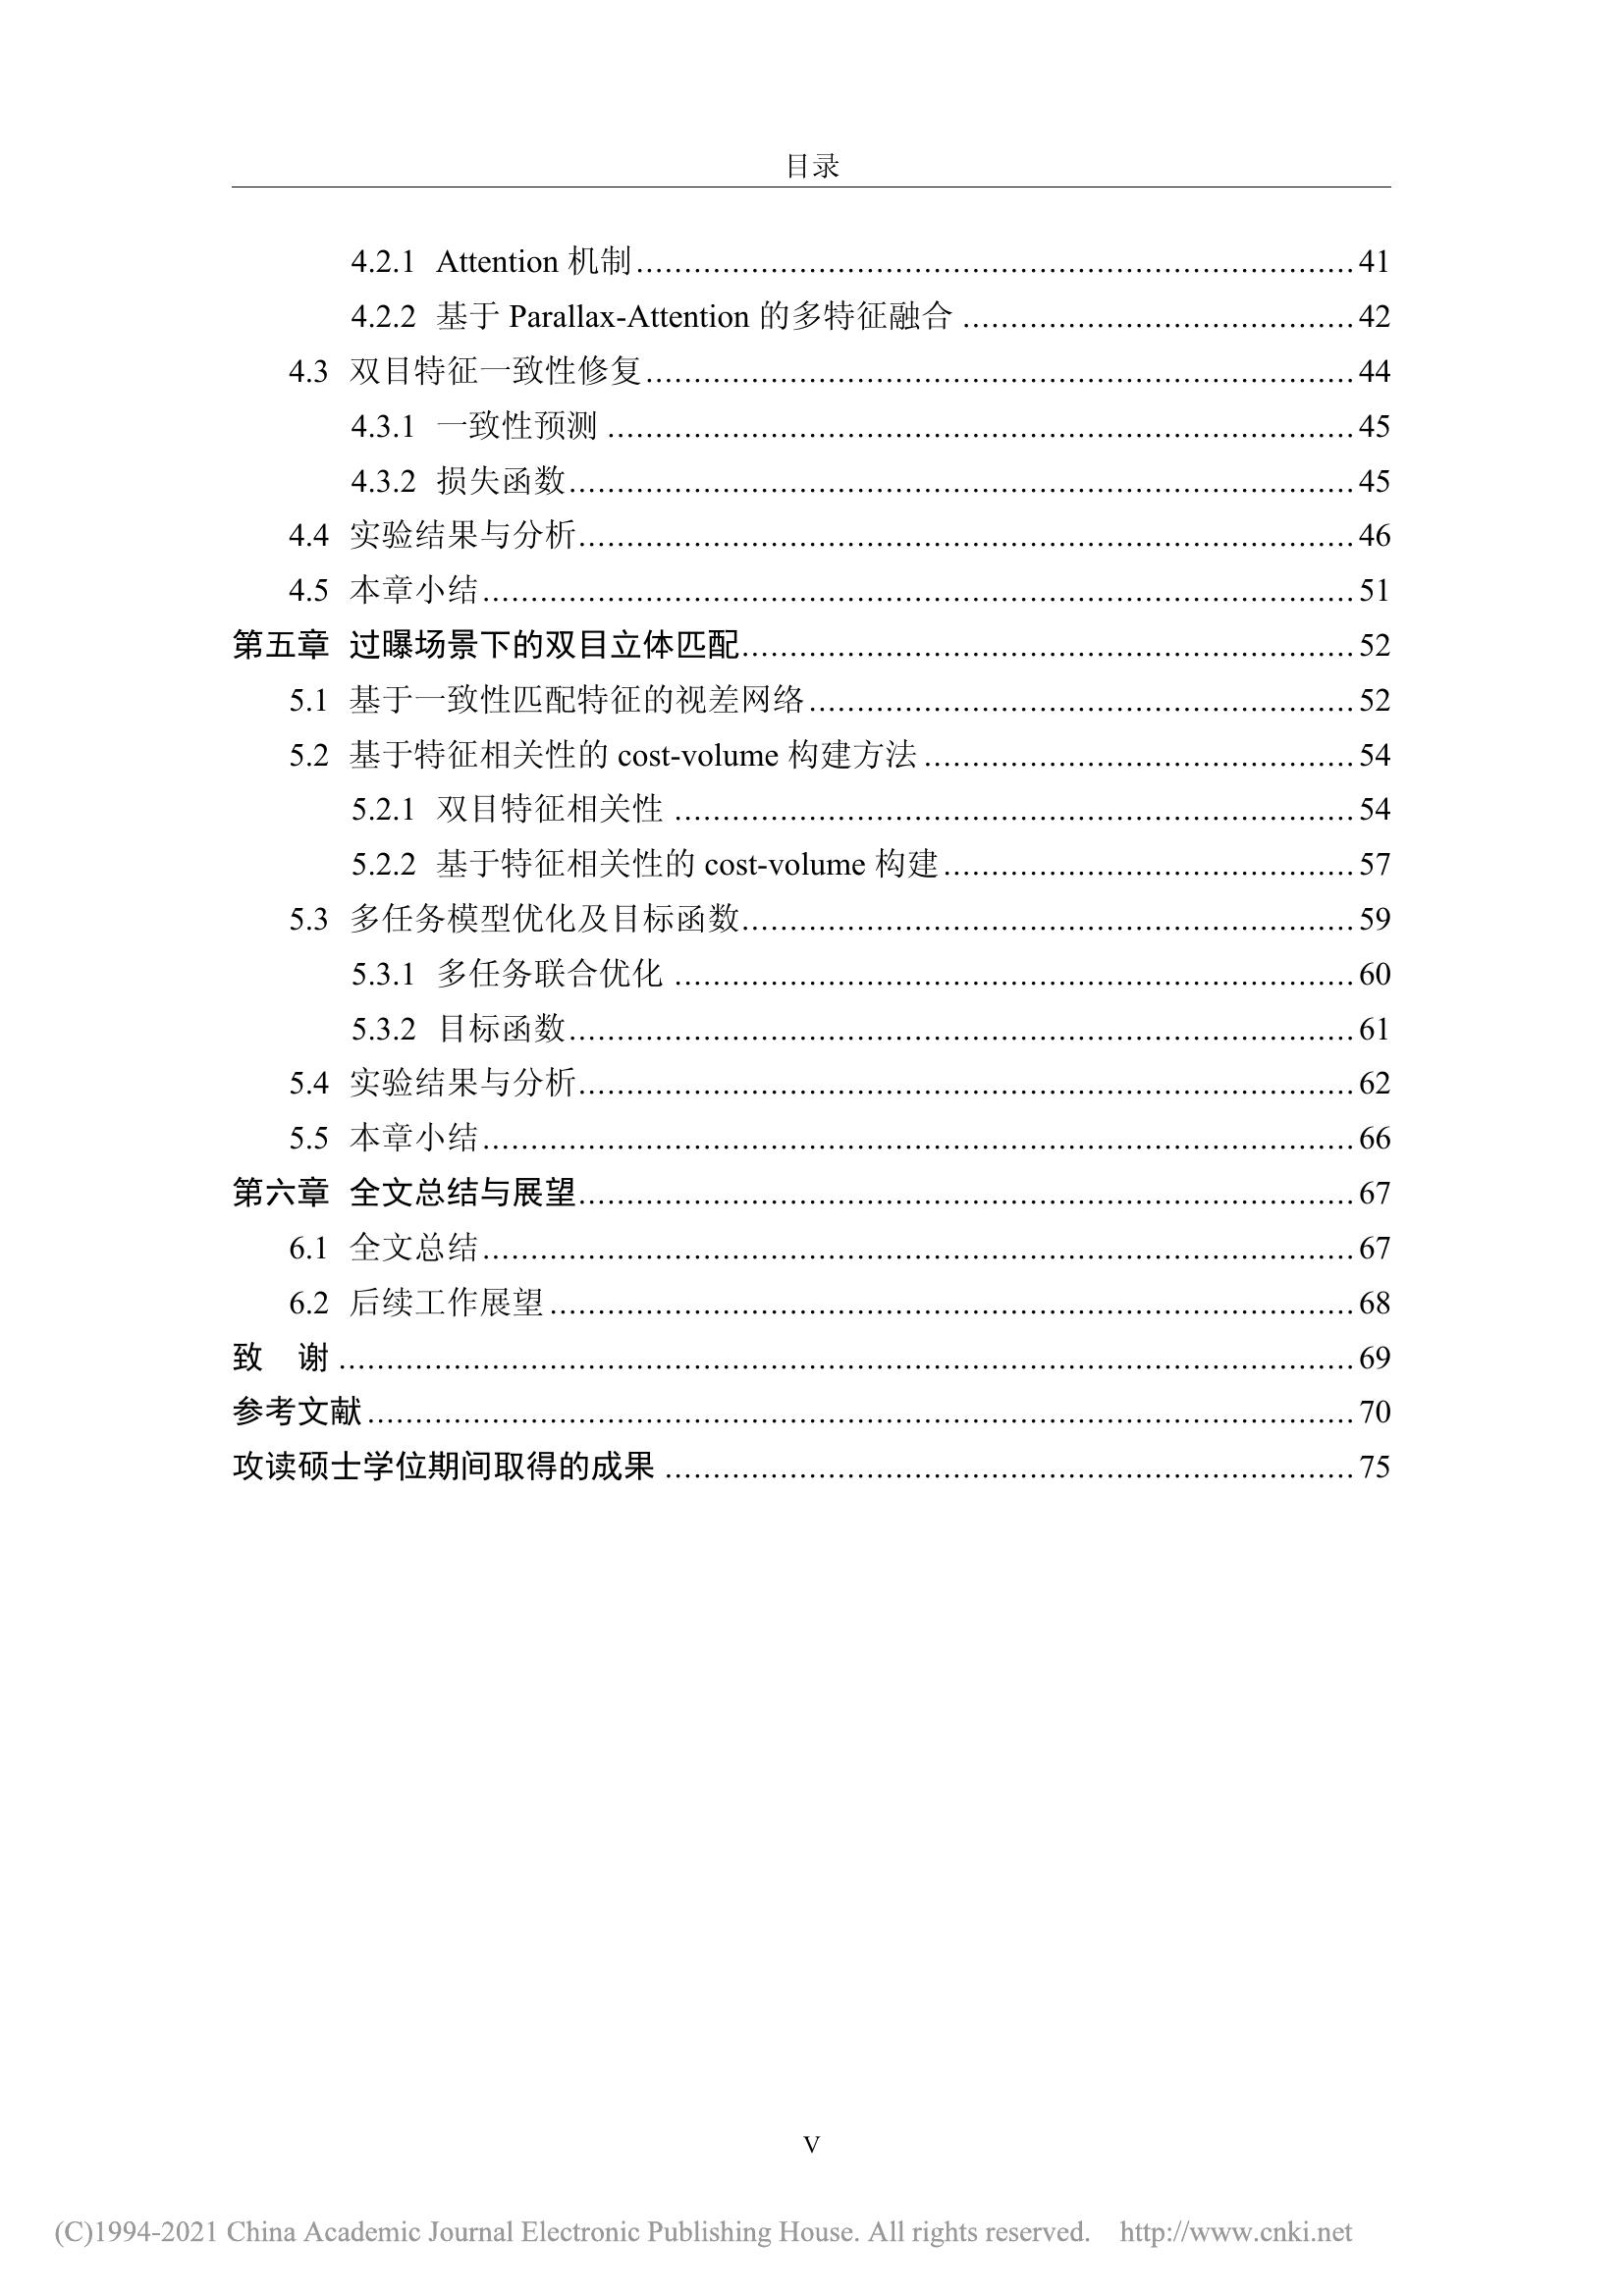 目录
4.2.1 Attention 机制........................41
4.2.2 基于 Parallax-Attention 的多特征融合........................42
4.3 双目特征一致性修复........................44
4.3.1 一致性预测........................45
4.3.2 损失函数........................45
4.4 实验结果与分析........................46
4.5 本章小结........................51
第五章 过曝场景下的双目立体匹配........................52
5.1 基于一致性匹配特征的视差网络........................52
5.2 基于特征相关性的 cost-volume 构建方法........................54
5.2.1 双目特征相关性........................54
5.2.2 基于特征相关性的 cost-volume 构建........................57
5.3 多任务模型优化及目标函数........................59
5.3.1 多任务联合优化........................60
5.3.2 目标函数........................61
5.4 实验结果与分析........................62
5.5 本章小结........................66
第六章 全文总结与展望........................67
6.1 全文总结........................67
6.2 后续工作展望........................68
致 谢........................69
参考文献........................70
攻读硕士学位期间取得的成果........................75
V
(C)1994-2021 China Academic Journal Electronic Publishing House. All rights reserved. http://www.cnki.net